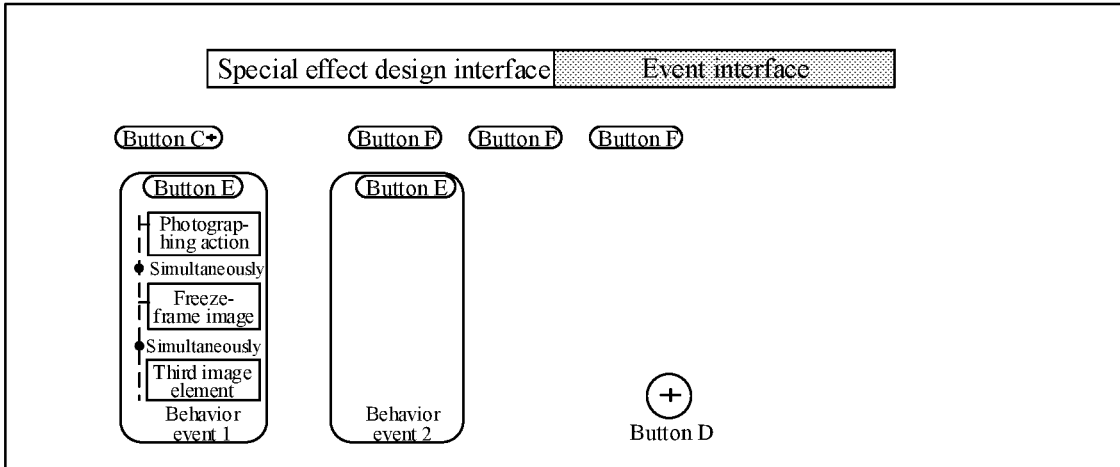 Special effect design interface Event interface
Button C+ Button F Button F Button F
Button E
Photograp-
hing action
Simultaneously
Freeze-
frame image
Simultaneously
Third image
element
Behavior
event 1
Button E
Behavior
event 2
+
Button D